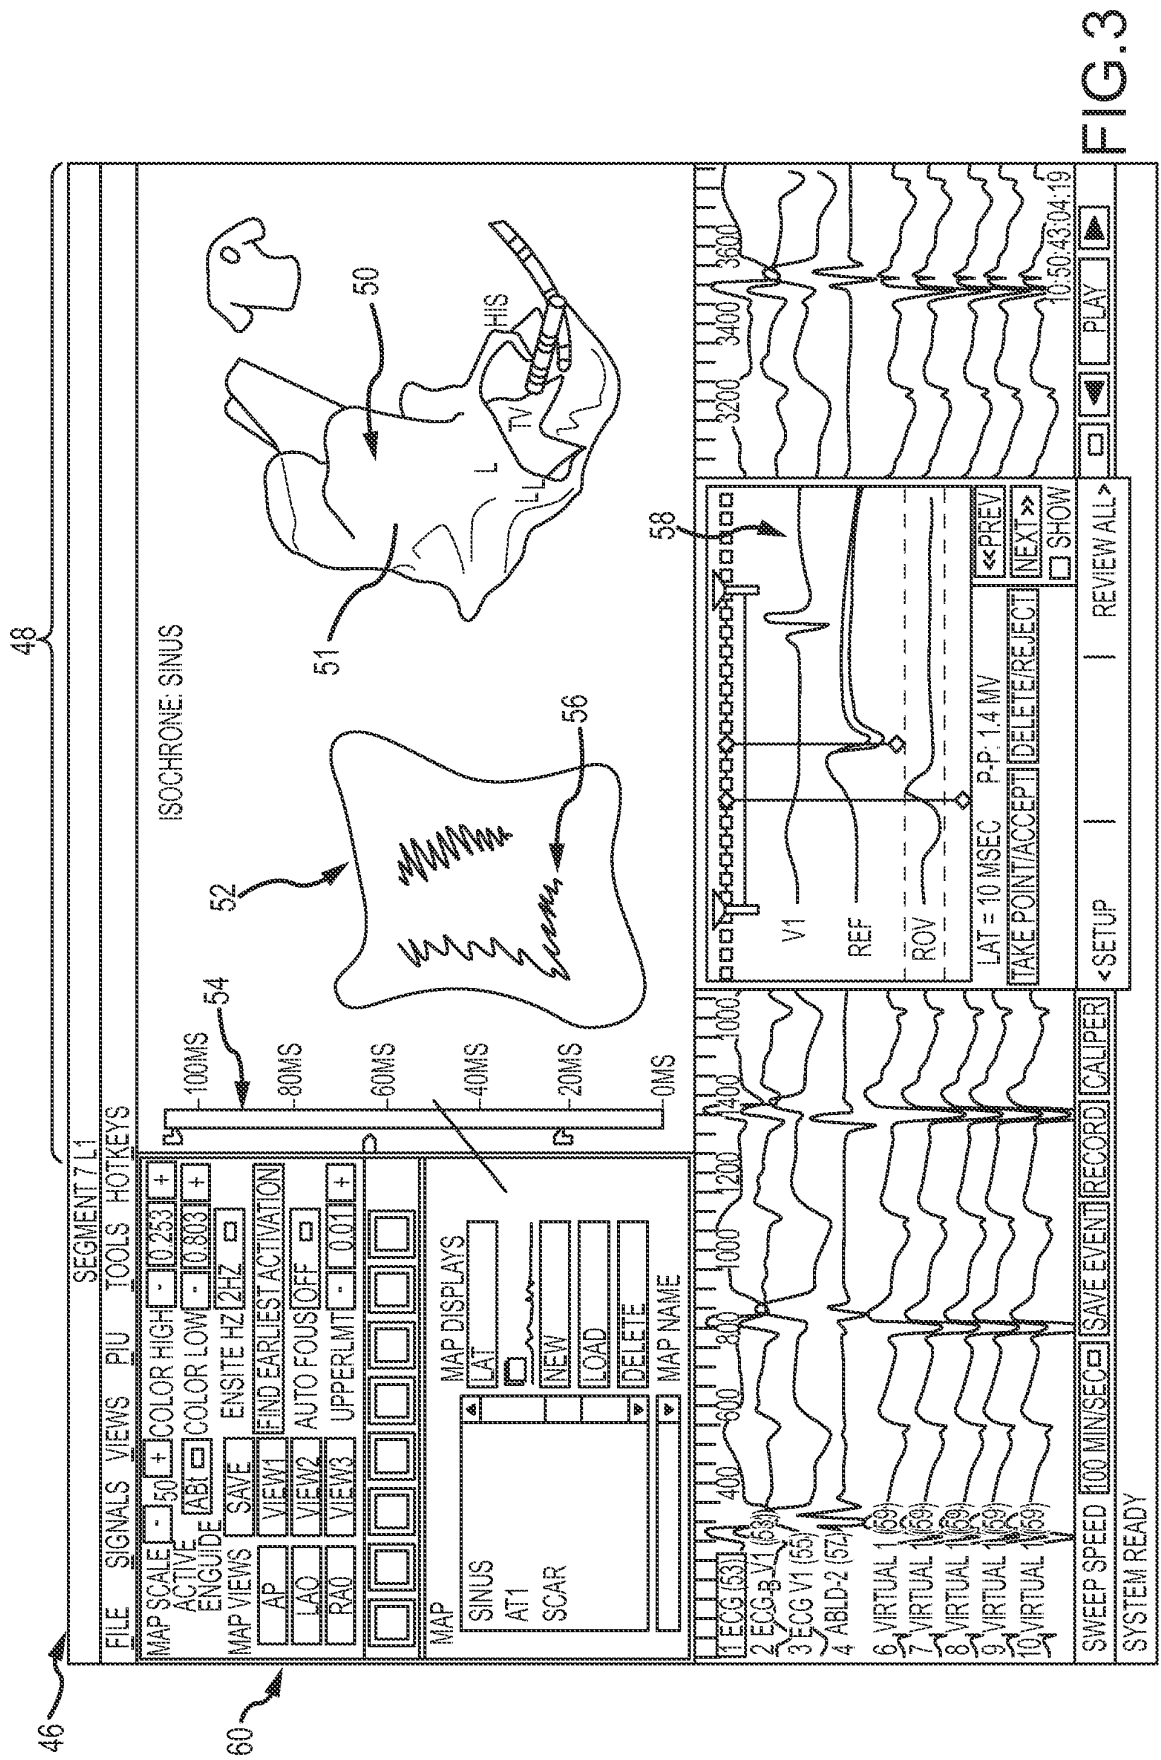 46
48
SEGMENT 7 L1
FILE SIGNALS VIEWS PIU TOOLS HOTKEYS
MAP SCALE - 50 + COLOR HIGH - 0.253 +
ACTIVE
ENGUIDE ABL COLOR LOW - 0.803 +
MAP VIEWS SAVE ENSITE HZ 2HZ
AP VIEW1 FIND EARLIEST ACTIVATION
LAO VIEW2 AUTO FOUS OFF
RAO VIEW3 UPPERLMT - 0.01 +
60
MAP
SINUS
AT1
SCAR
MAP DISPLAYS
LAT
NEW
LOAD
DELETE
MAP NAME
54
100MS
80MS
60MS
40MS
20MS
0MS
ISOCHRONE: SINUS
52
56
51
50
L
LL
TV
HIS
400 600 800 1000 1200 1400 1000
3200 3400 3600
1 ECG (53)
2 ECG-B V1 (53)
3 ECG V1 (55)
4 ABLD-2 (57)
6 VIRTUAL 1 (59)
7 VIRTUAL 1 (59)
8 VIRTUAL 1 (59)
9 VIRTUAL 1 (59)
10 VIRTUAL 1 (59)
58
V1
REF
ROV
LAT = 10 MSEC P-P: 1.4 MV
<<PREV
TAKE POINT/ACCEPT DELETE/REJECT NEXT>>
SHOW
<SETUP | | REVIEW ALL>
10:50:43:04:19
SWEEP SPEED 100 MIN/SEC SAVE EVENT RECORD CALIPER
PLAY
SYSTEM READY
FIG.3